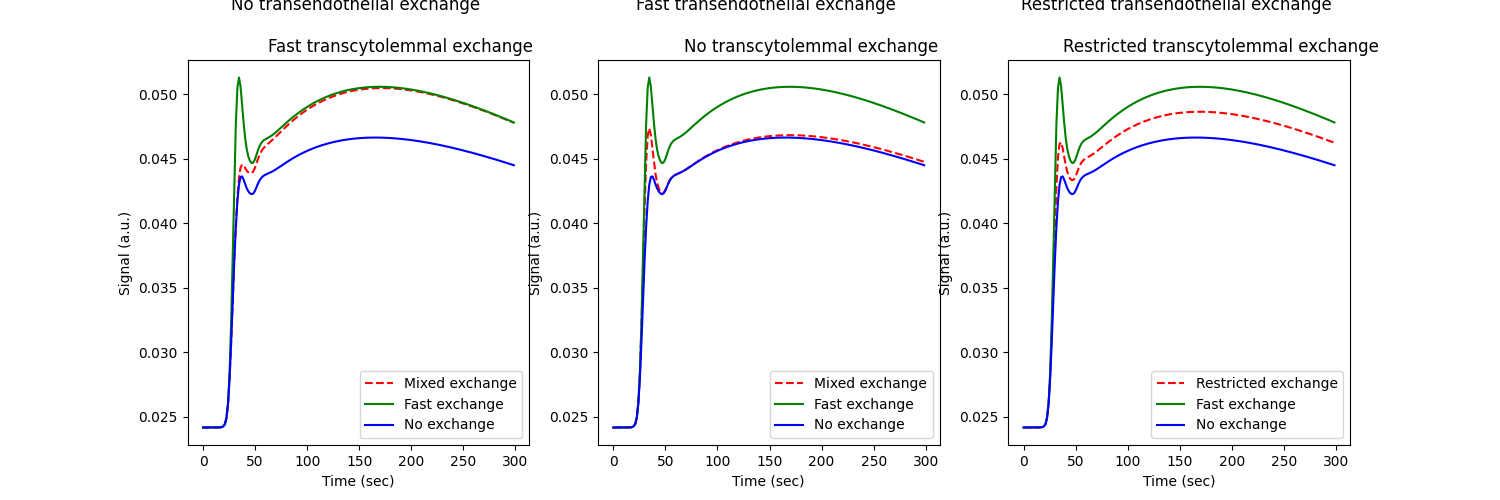 No transendothelial exchange
Fast transcytolemmal exchange
0.050
0.045
0.040
0.035
0.030
0.025
Signal (a.u.)
Mixed exchange
Fast exchange
No exchange
0 50 100 150 200 250 300
Time (sec)
Fast transendothelial exchange
No transcytolemmal exchange
0.050
0.045
0.040
0.035
0.030
0.025
Signal (a.u.)
Mixed exchange
Fast exchange
No exchange
0 50 100 150 200 250 300
Time (sec)
Restricted transendothelial exchange
Restricted transcytolemmal exchange
0.050
0.045
0.040
0.035
0.030
0.025
Signal (a.u.)
Restricted exchange
Fast exchange
No exchange
0 50 100 150 200 250 300
Time (sec)